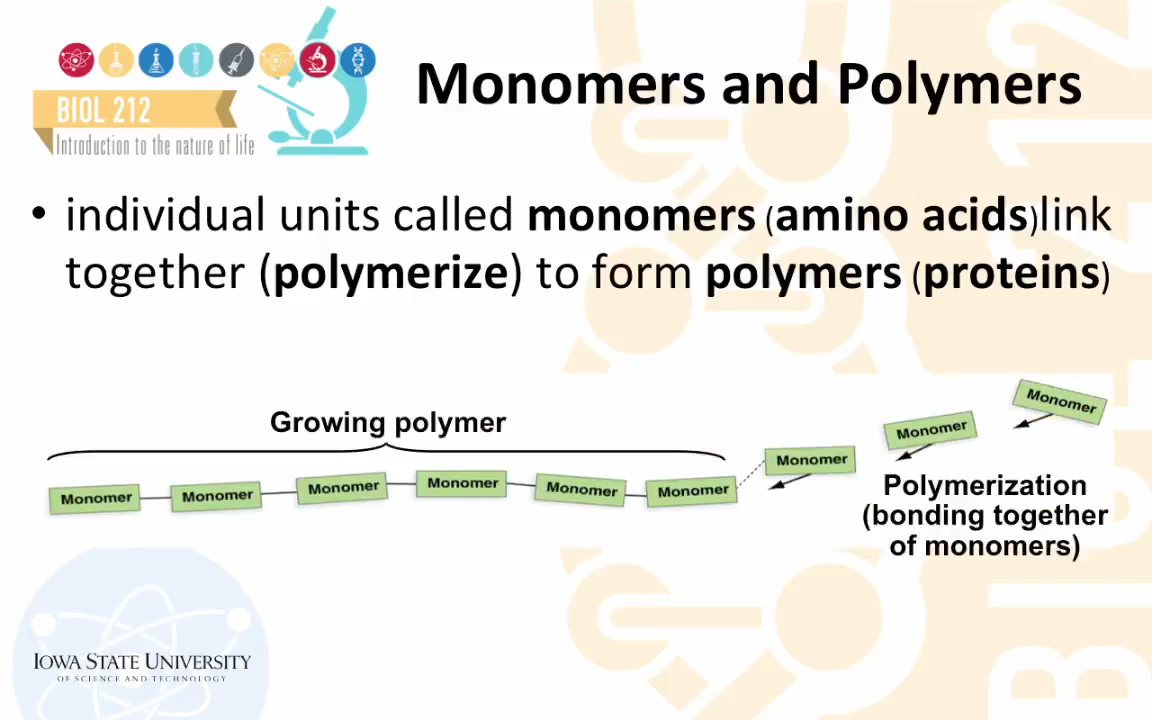 BIOL 212
Introduction to the nature of life
Monomers and Polymers
• individual units called monomers (amino acids)link
together (polymerize) to form polymers (proteins)
Growing polymer
Monomer
Monomer
Monomer
Monomer
Monomer
Monomer
Monomer
Monomer
Monomer
Polymerization
(bonding together
of monomers)
IOWA STATE UNIVERSITY
OF SCIENCE AND TECHNOLOGY
BIOL 212